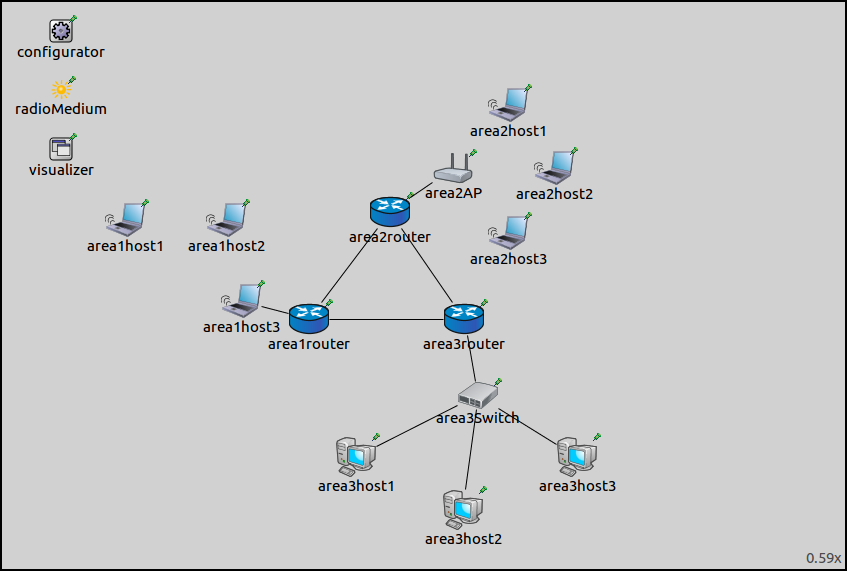 configurator
radioMedium
visualizer
area2host1
area2AP
area2host2
area1host1
area1host2
area2router
area2host3
area1host3
area1router
area3router
area3Switch
area3host1
area3host3
area3host2
0.59x